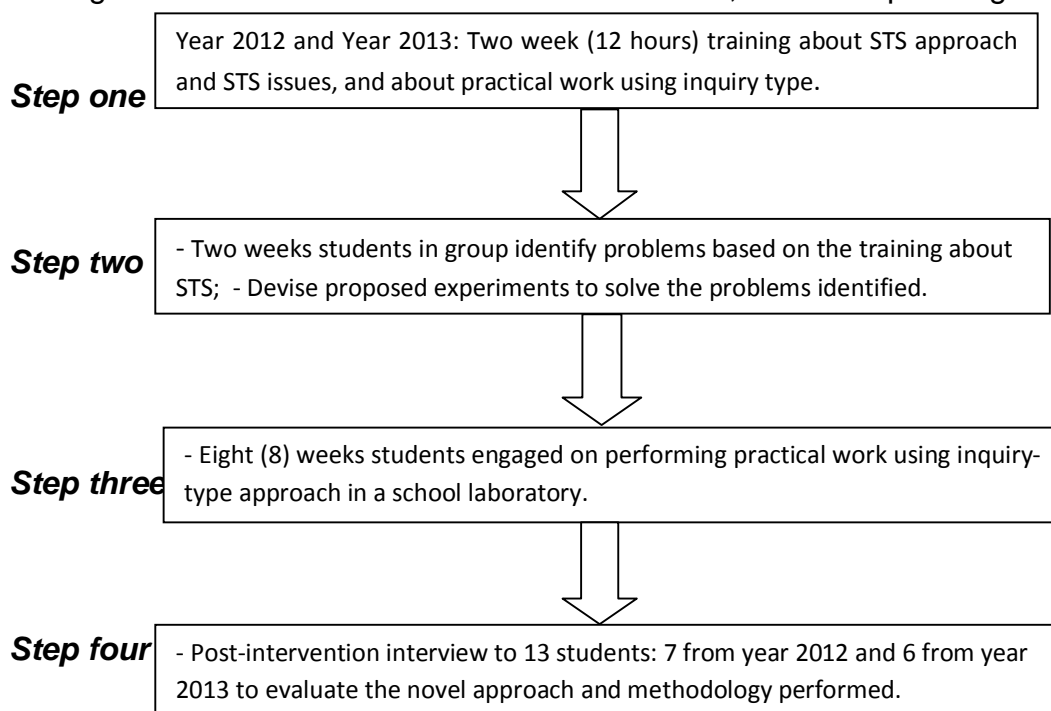 Year 2012 and Year 2013: Two week (12 hours) training about STS approach
and STS issues, and about practical work using inquiry type.
Step one
- Two weeks students in group identify problems based on the training about
Step two
STS; - Devise proposed experiments to solve the problems identified.
- Eight (8) weeks students engaged on performing practical work using inquiry-
Step three
type approach in a school laboratory.
Step four
- Post-intervention interview to 13 students: 7 from year 2012 and 6 from year
2013 to evaluate the novel approach and methodology performed.